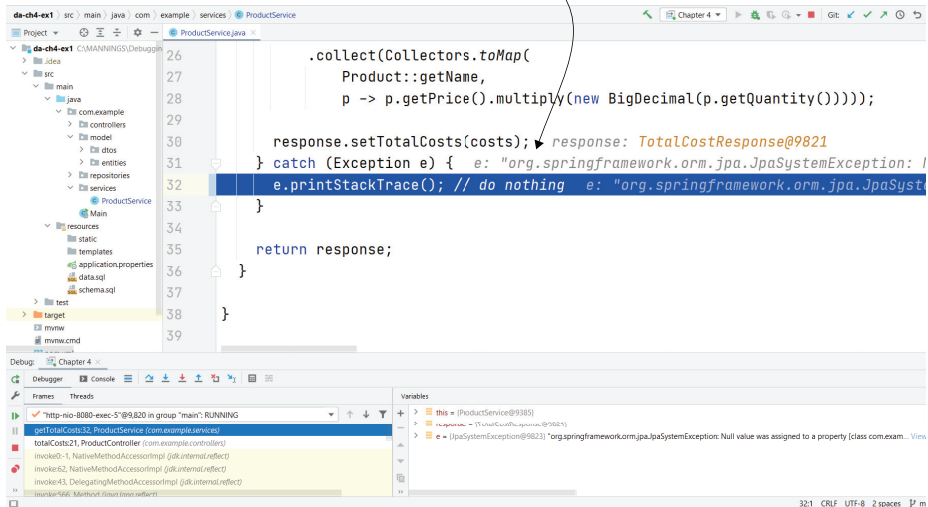 da-ch4-ex1 〉 src 〉 main 〉 java 〉 com 〉 example 〉 services 〉 ProductService
Chapter 4
Git:
Project
ProductService.java ×
da-ch4-ex1 C:\MANNINGS\Debuggin
.idea
src
main
java
com.example
controllers
model
dtos
entities
repositories
services
ProductService
Main
resources
static
templates
application.properties
data.sql
schema.sql
test
target
mvnw
mvnw.cmd
26 .collect(Collectors.toMap(
27 Product::getName,
28 p -> p.getPrice().multiply(new BigDecimal(p.getQuantity()))));
29
30 response.setTotalCosts(costs); response: TotalCostResponse@9821
31 } catch (Exception e) { e: "org.springframework.orm.jpa.JpaSystemException: N
32 e.printStackTrace(); // do nothing e: "org.springframework.orm.jpa.JpaSyste
33 }
34
35 return response;
36 }
37
38 }
39
Debug: Chapter 4 ×
Debugger Console
Frames Threads
Variables
"http-nio-8080-exec-5"@9,820 in group "main": RUNNING
getTotalCosts:32, ProductService (com.example.services)
totalCosts:21, ProductController (com.example.controllers)
invoke0:-1, NativeMethodAccessorImpl (jdk.internal.reflect)
invoke:62, NativeMethodAccessorImpl (jdk.internal.reflect)
invoke:43, DelegatingMethodAccessorImpl (jdk.internal.reflect)
invoke:566, Method (java.lang.reflect)
this = {ProductService@9385}
e = {JpaSystemException@9823} "org.springframework.orm.jpa.JpaSystemException: Null value was assigned to a property [class com.exam... View
32:1 CRLF UTF-8 2 spaces m